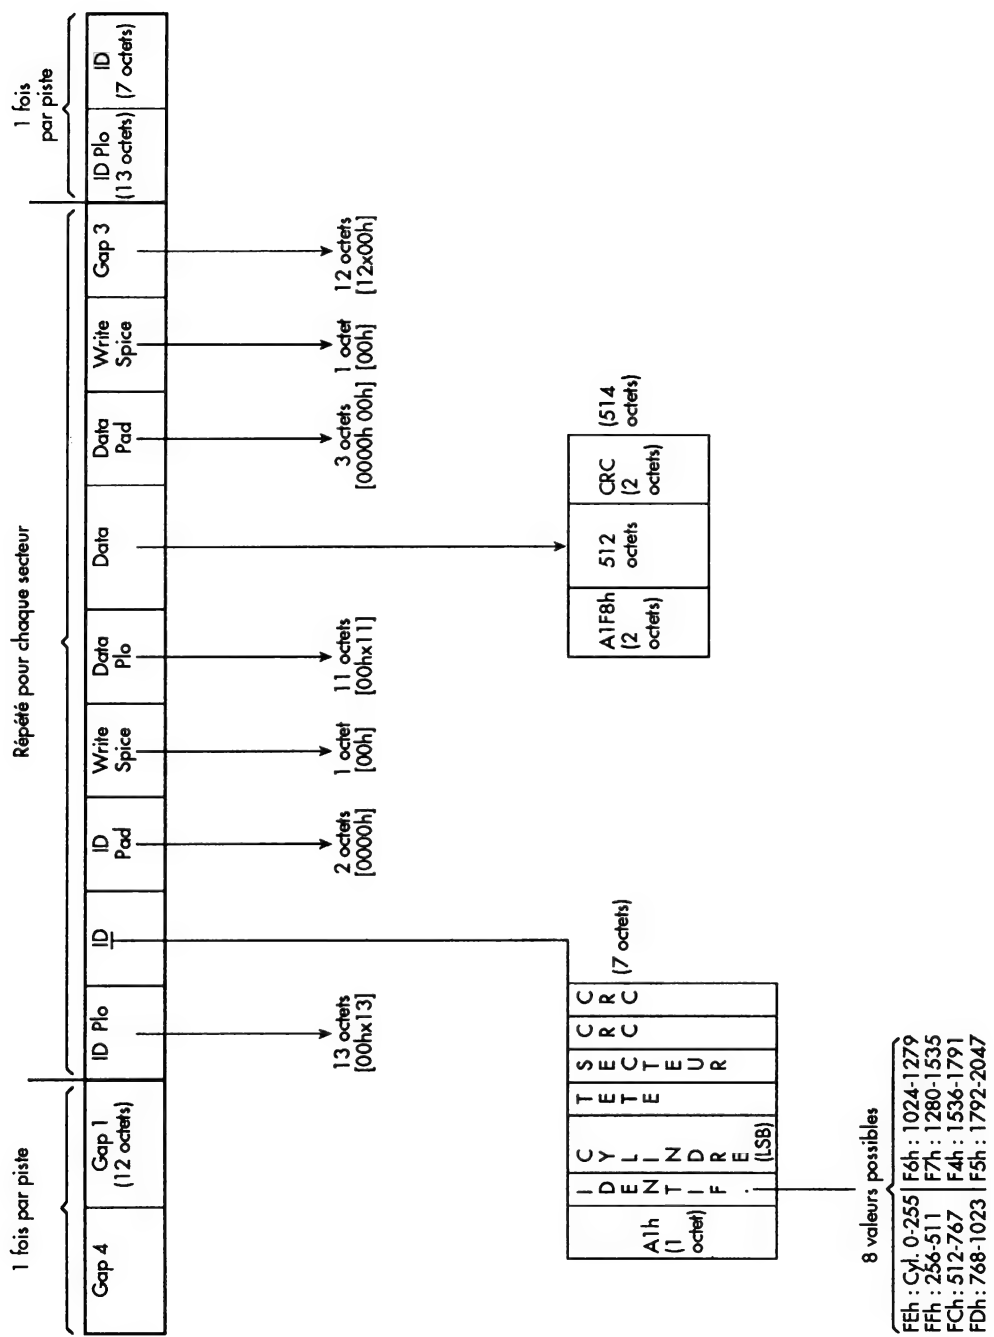 1 fois par piste
Répété pour chaque secteur
1 fois
par piste
Gap 4
Gap 1
(12 octets)
ID Plo
ID
ID
Pad
Write
Spice
Data
Plo
Data
Data
Pad
Write
Spice
Gap 3
ID Plo
(13 octets)
ID
(7 octets)
13 octets
[00hx13]
2 octets
[0000h]
1 octet
[00h]
11 octets
[00hx11]
3 octets
[0000h 00h]
1 octet
[00h]
12 octets
[12x00h]
A1h
(1
octet)
IDENTIF.
CYLINDRE
(LSB)
TETE
SECTEUR
CRC
CRC
(7 octets)
A1F8h
(2
octets)
512
octets
CRC
(2
octets)
(514
octets)
8 valeurs possibles
FEh : Cyl. 0-255 | F6h : 1024-1279
FFh : 256-511 | F7h : 1280-1535
FCh : 512-767 | F4h : 1536-1791
FDh : 768-1023 | F5h : 1792-2047